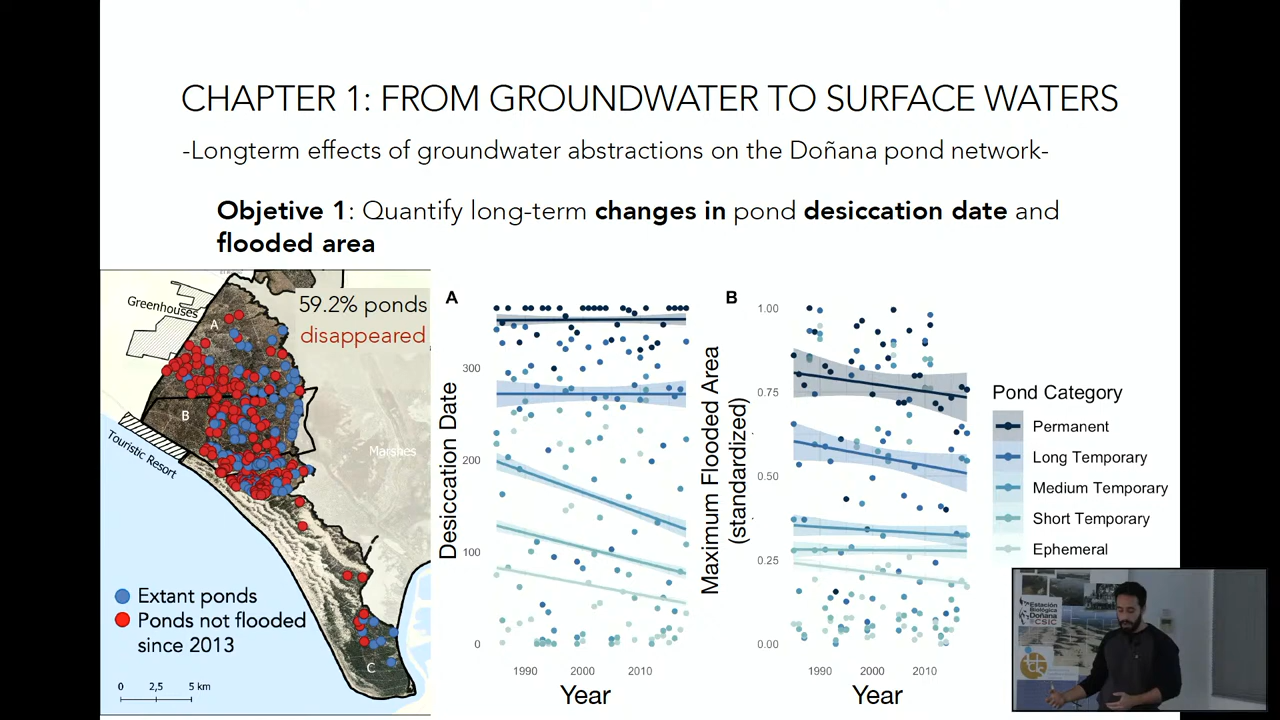 CHAPTER 1: FROM GROUNDWATER TO SURFACE WATERS
-Longterm effects of groundwater abstractions on the Doñana pond network-
Objetive 1: Quantify long-term changes in pond desiccation date and
flooded area
59.2% ponds
disappeared
Greenhouses
A
B
Touristic Resort
Marshes
C
Extant ponds
Ponds not flooded
since 2013
0 2,5 5 km
A
Desiccation Date
300
200
100
0
1990 2000 2010
Year
B
Maximum Flooded Area
(standardized)
1.00
0.75
0.50
0.25
0.00
1990 2000 2010
Year
Pond Category
Permanent
Long Temporary
Medium Temporary
Short Temporary
Ephemeral
Estación
Biológica
Doñana
CSIC